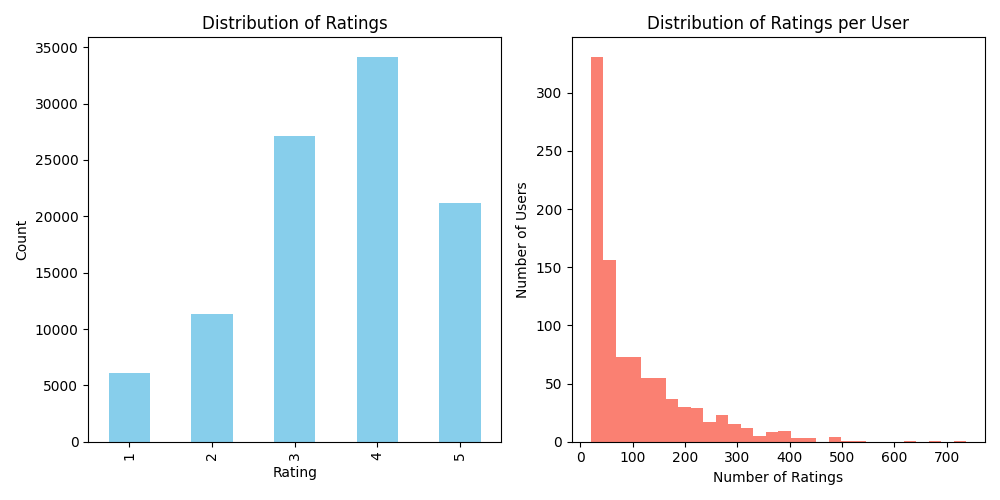 Distribution of Ratings
35000
30000
25000
20000
15000
10000
5000
0
Count
1 2 3 4 5
Rating
Distribution of Ratings per User
300
250
200
150
100
50
0
Number of Users
0 100 200 300 400 500 600 700
Number of Ratings